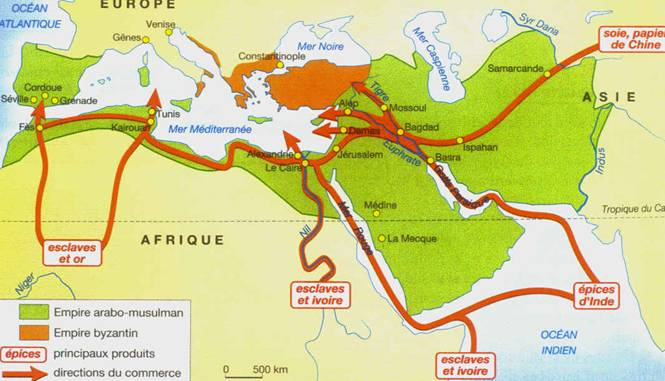 EUROPE
OCÉAN
ATLANTIQUE
Venise
Gênes
Mer Noire
Constantinople
Mer Caspienne
Syr Daria
soie, papier
de Chine
Samarcande
ASIE
Cordoue
Séville
Grenade
Tunis
Fès
Kairouan
Mer Méditerranée
Alep
Tigre
Mossoul
Damas
Bagdad
Euphrate
Ispahan
Alexandrie
Jérusalem
Basra
Le Caire
Golfe Persique
Indus
Médine
Tropique du Ca
Mer Rouge
La Mecque
Nil
AFRIQUE
esclaves
et or
esclaves
et ivoire
épices
d'Inde
Niger
Empire arabo-musulman
Empire byzantin
épices principaux produits
directions du commerce
0 500 km
esclaves
et ivoire
OCÉAN
INDIEN